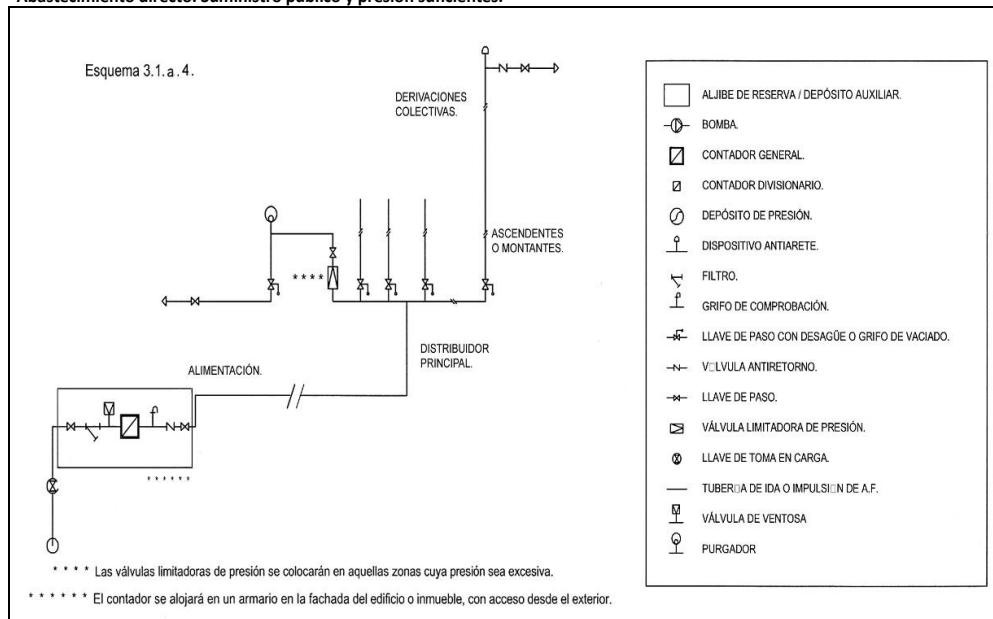 Abastecimiento directo. Suministro público y presión suficientes.
Esquema 3.1.a.4.
DERIVACIONES
COLECTIVAS.
ASCENDENTES
O MONTANTES.
* * * *
DISTRIBUIDOR
PRINCIPAL.
ALIMENTACIÓN.
* * * * * *
* * * * Las válvulas limitadoras de presión se colocarán en aquellas zonas cuya presión sea excesiva.
* * * * * * El contador se alojará en un armario en la fachada del edificio o inmueble, con acceso desde el exterior.
ALJIBE DE RESERVA / DEPÓSITO AUXILIAR.
BOMBA.
CONTADOR GENERAL.
CONTADOR DIVISIONARIO.
DEPÓSITO DE PRESIÓN.
DISPOSITIVO ANTIARETE.
FILTRO.
GRIFO DE COMPROBACIÓN.
LLAVE DE PASO CON DESAGÜE O GRIFO DE VACIADO.
V□LVULA ANTIRETORNO.
LLAVE DE PASO.
VÁLVULA LIMITADORA DE PRESIÓN.
LLAVE DE TOMA EN CARGA.
TUBER□A DE IDA O IMPULSI□N DE A.F.
VÁLVULA DE VENTOSA
PURGADOR